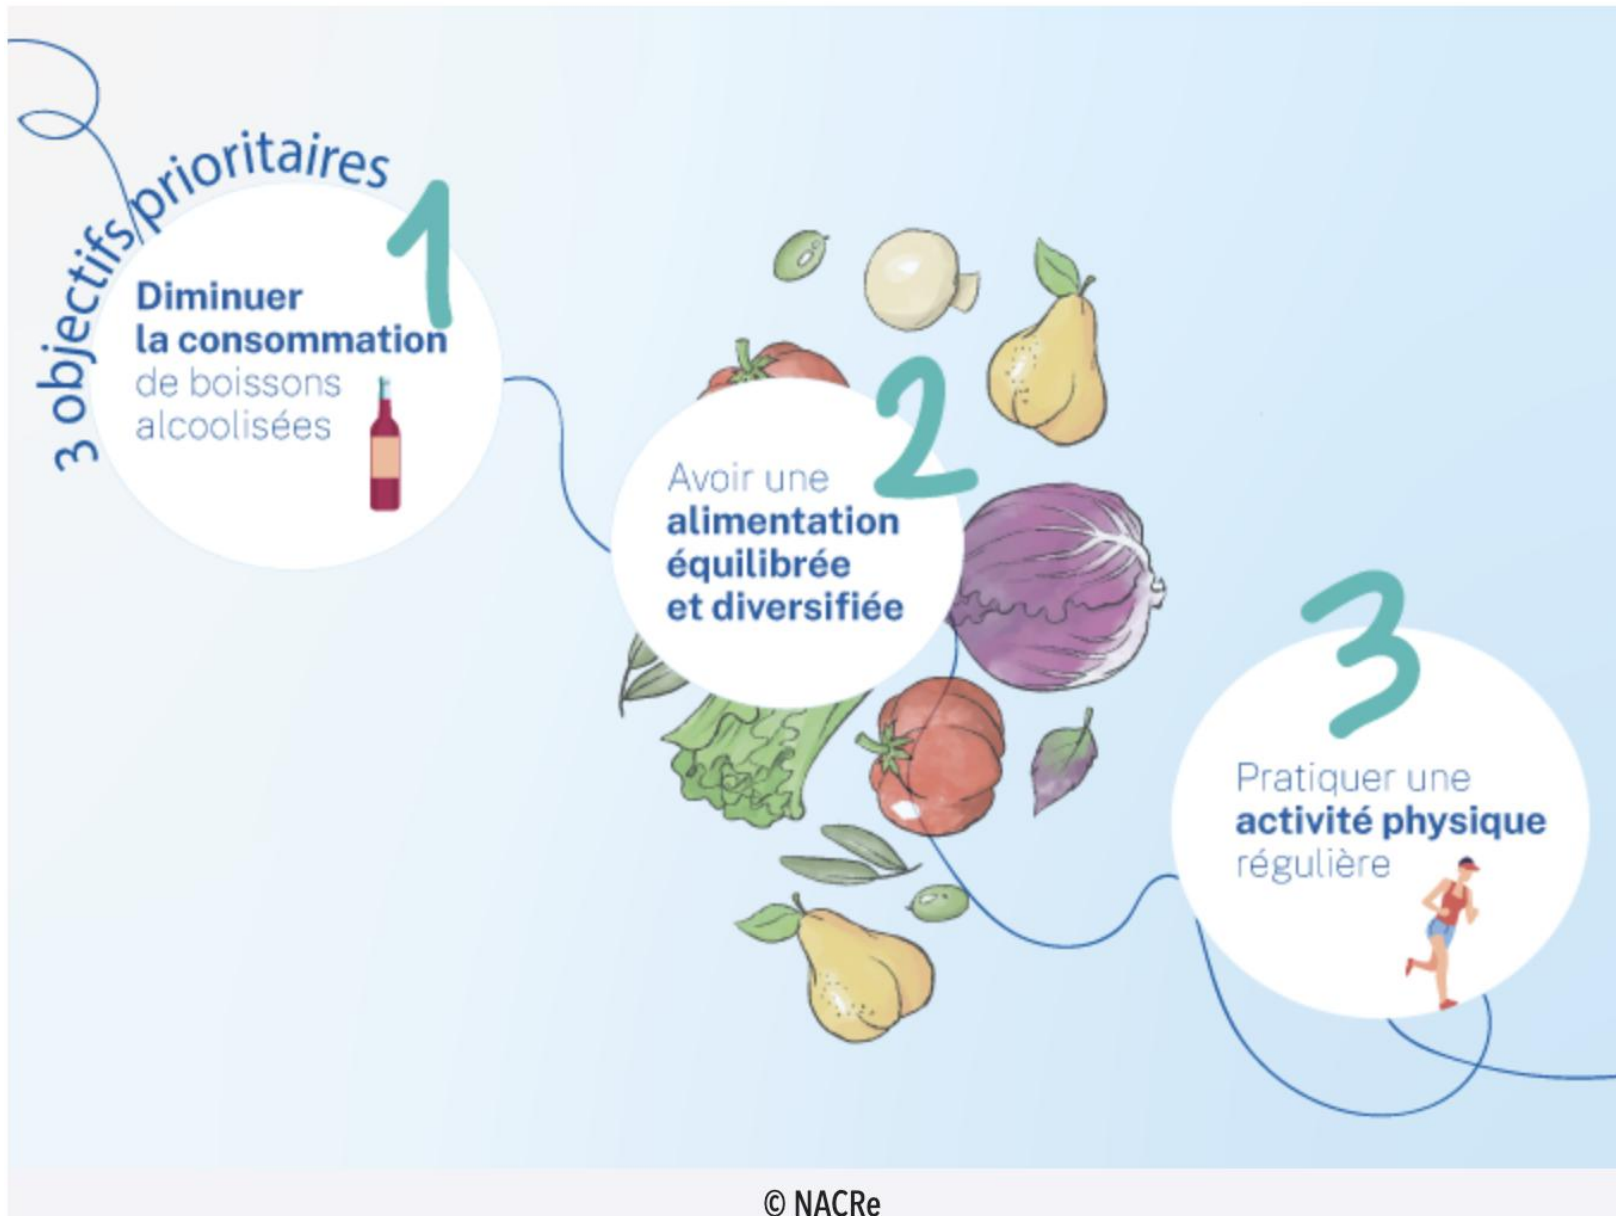 3 objectifs prioritaires
1
Diminuer
la consommation
de boissons
alcoolisées
2
Avoir une
alimentation
équilibrée
et diversifiée
3
Pratiquer une
activité physique
régulière
© NACRe